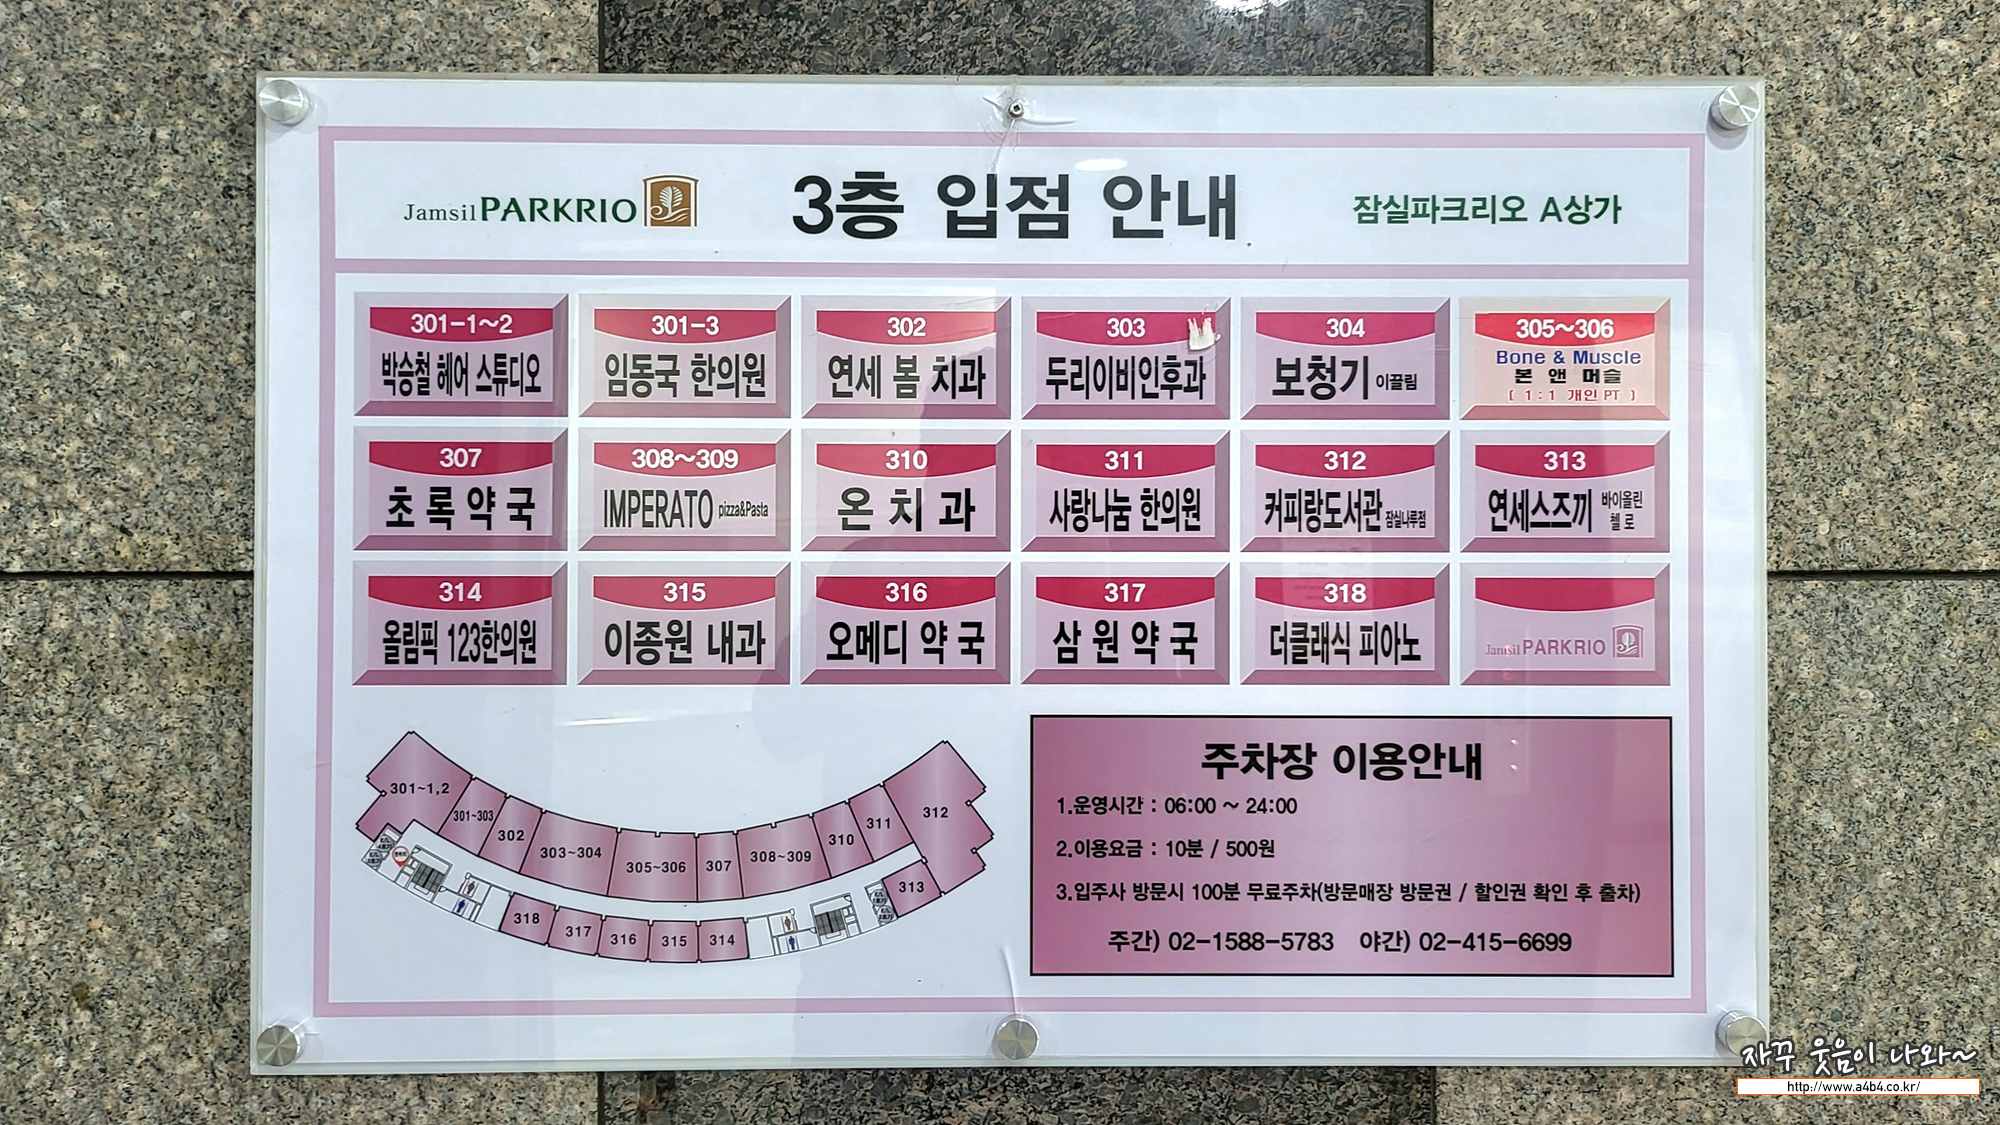 Jamsil PARKRIO
3층 입점 안내
잠실파크리오 A상가
301-1~2
박승철 헤어 스튜디오
301-3
임동국 한의원
302
연세 봄 치과
303
두리이비인후과
304
보청기 이끌림
305~306
Bone & Muscle
본 앤 머슬
( 1:1 개인 PT )
307
초록약국
308~309
IMPERATO pizza&Pasta
310
온치과
311
사랑나눔 한의원
312
커피랑도서관 잠실나루점
313
연세스즈끼 바이올린
첼로
314
올림픽 123한의원
315
이종원 내과
316
오메디 약국
317
삼원약국
318
더클래식 피아노
Jamsil PARKRIO
301~1,2
301~303
302
303~304
305~306
307
308~309
310
311
312
313
318
317
316
315
314
주차장 이용안내
1.운영시간 : 06:00 ~ 24:00
2.이용요금 : 10분 / 500원
3.입주사 방문시 100분 무료주차(방문매장 방문권 / 할인권 확인 후 출차)
주간) 02-1588-5783 야간) 02-415-6699
자꾸 웃음이 나와~
http://www.a4b4.co.kr/